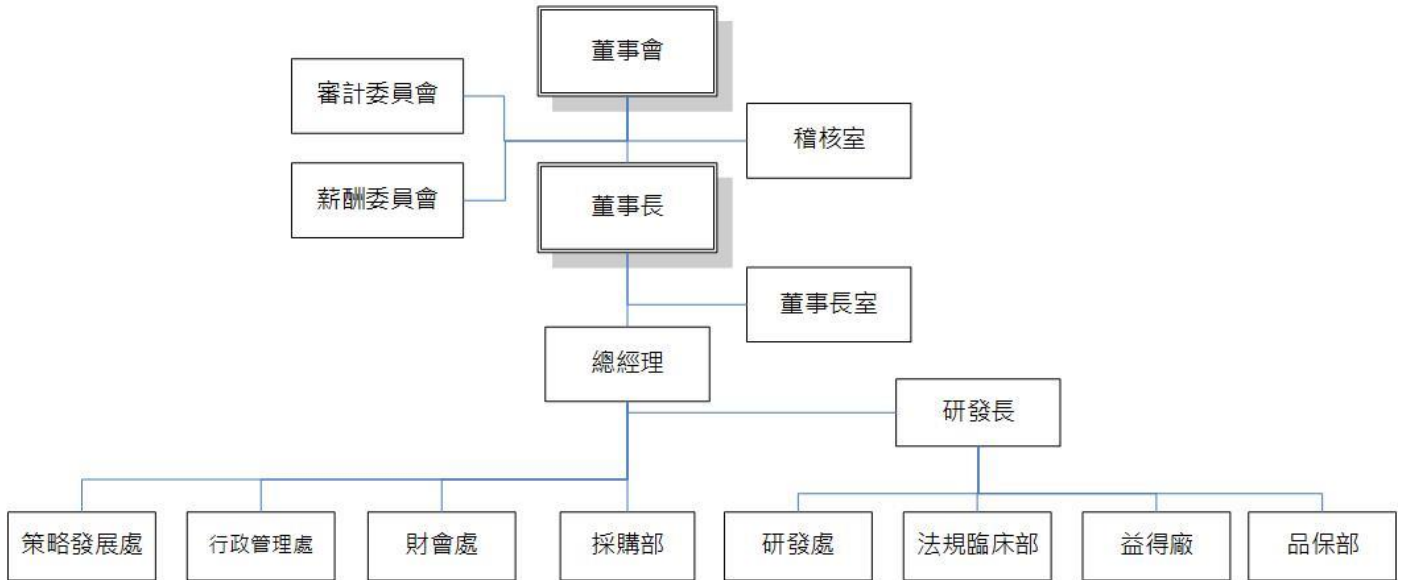 董事會
審計委員會
稽核室
薪酬委員會
董事長
董事長室
總經理
研發長
策略發展處
行政管理處
財會處
採購部
研發處
法規臨床部
益得廠
品保部